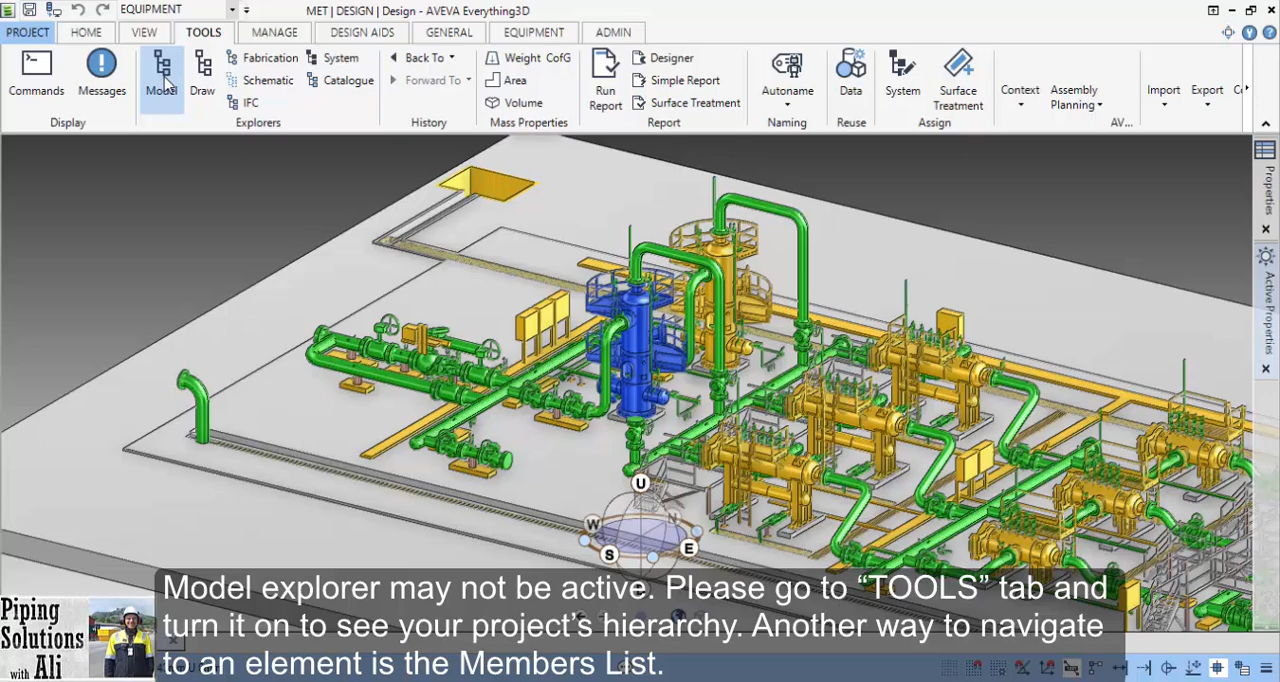 EQUIPMENT
MET | DESIGN | Design - AVEVA Everything3D
PROJECT HOME VIEW TOOLS MANAGE DESIGN AIDS GENERAL EQUIPMENT ADMIN
Commands Messages
Display
Model Draw
Fabrication System
Schematic Catalogue
IFC
Explorers
Back To
Forward To
History
Weight CofG
Area
Volume
Mass Properties
Run Report
Designer
Simple Report
Surface Treatment
Report
Autoname
Naming
Data
Reuse
System Surface Treatment
Assign
Context Assembly Planning
AV...
Import Export
Properties
Active Properties
U
W N
S E
Model explorer may not be active. Please go to “TOOLS” tab and
turn it on to see your project’s hierarchy. Another way to navigate
to an element is the Members List.
Piping
Solutions
with Ali